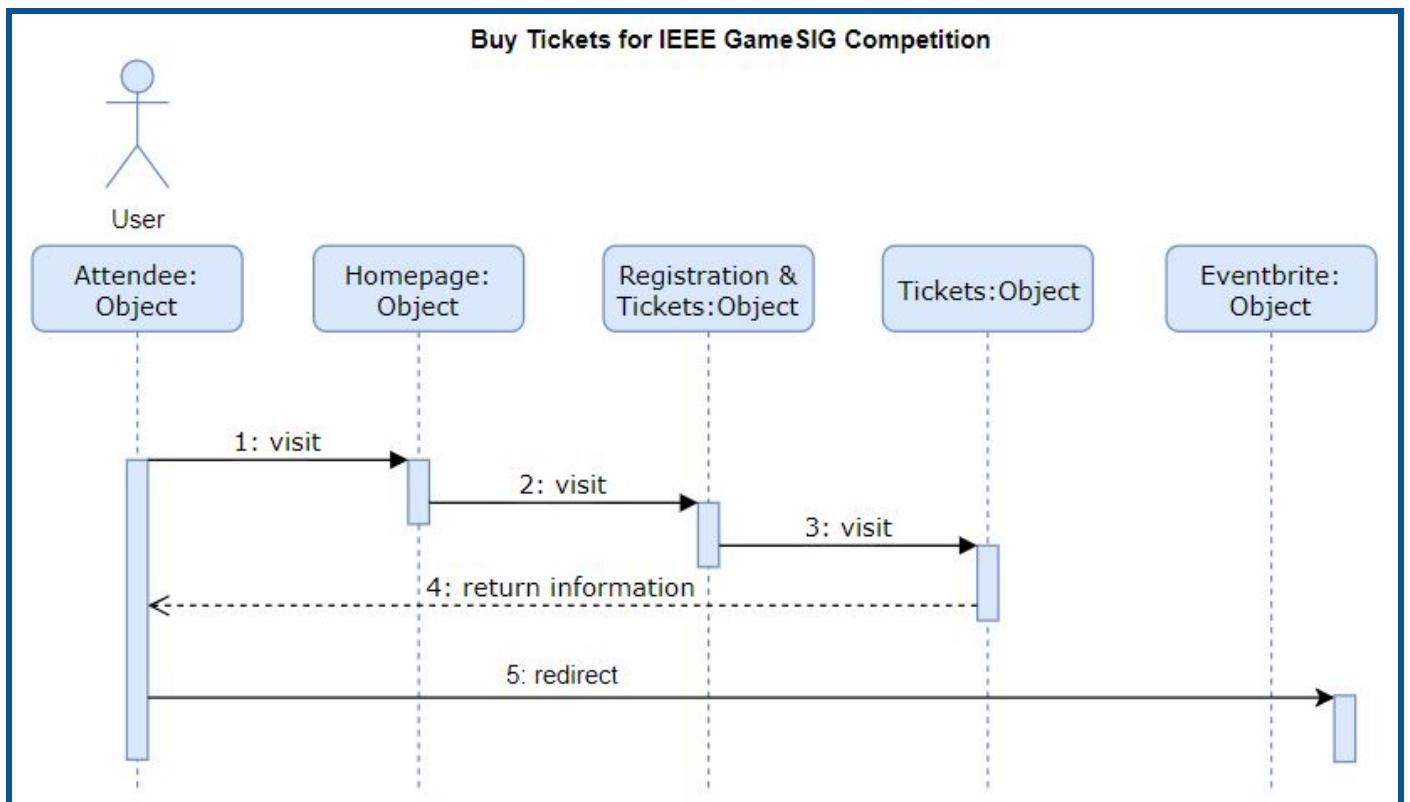 Buy Tickets for IEEE GameSIG Competition
User
Attendee:
Object
Homepage:
Object
Registration &
Tickets:Object
Tickets:Object
Eventbrite:
Object
1: visit
2: visit
3: visit
4: return information
5: redirect